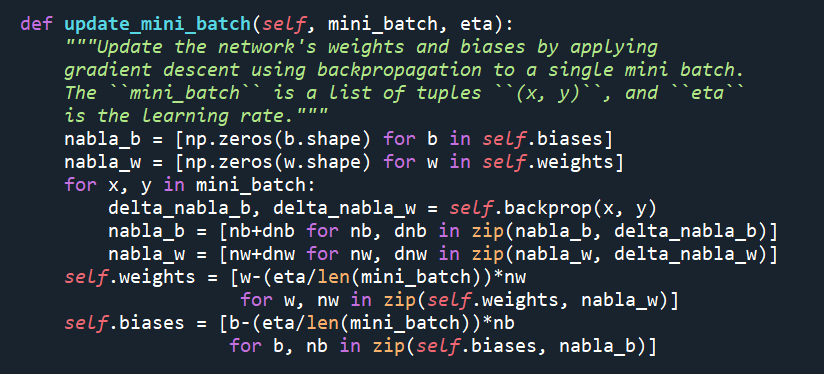 def update_mini_batch(self, mini_batch, eta):
    """Update the network's weights and biases by applying
    gradient descent using backpropagation to a single mini batch.
    The ``mini_batch`` is a list of tuples ``(x, y)``, and ``eta``
    is the learning rate."""
    nabla_b = [np.zeros(b.shape) for b in self.biases]
    nabla_w = [np.zeros(w.shape) for w in self.weights]
    for x, y in mini_batch:
        delta_nabla_b, delta_nabla_w = self.backprop(x, y)
        nabla_b = [nb+dnb for nb, dnb in zip(nabla_b, delta_nabla_b)]
        nabla_w = [nw+dnw for nw, dnw in zip(nabla_w, delta_nabla_w)]
    self.weights = [w-(eta/len(mini_batch))*nw
                    for w, nw in zip(self.weights, nabla_w)]
    self.biases = [b-(eta/len(mini_batch))*nb
                   for b, nb in zip(self.biases, nabla_b)]